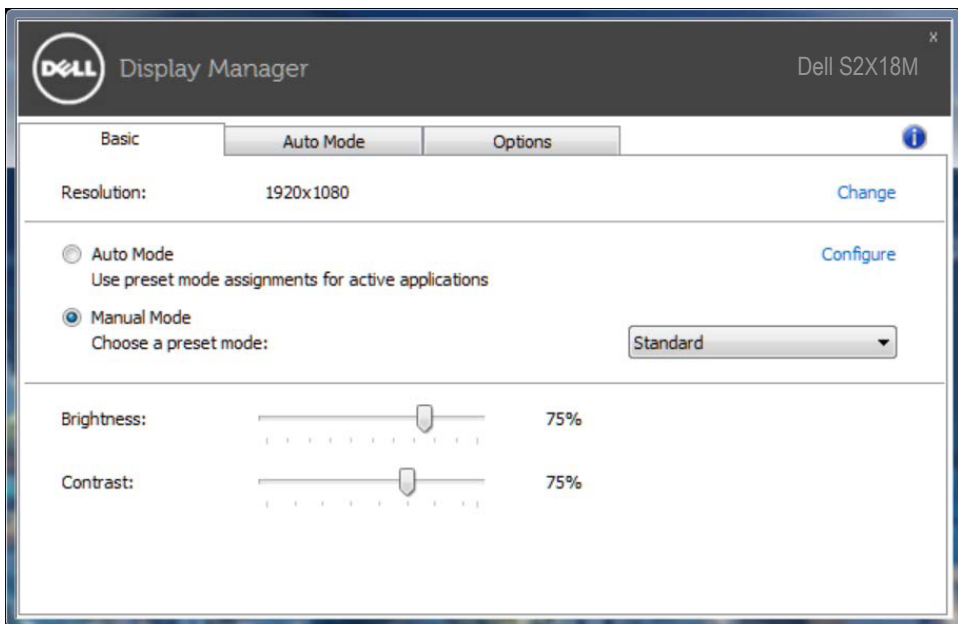 DELL Display Manager Dell S2X18M x
Basic Auto Mode Options i
Resolution: 1920x1080 Change
Auto Mode Configure
Use preset mode assignments for active applications
Manual Mode
Choose a preset mode: Standard
Brightness: 75%
Contrast: 75%